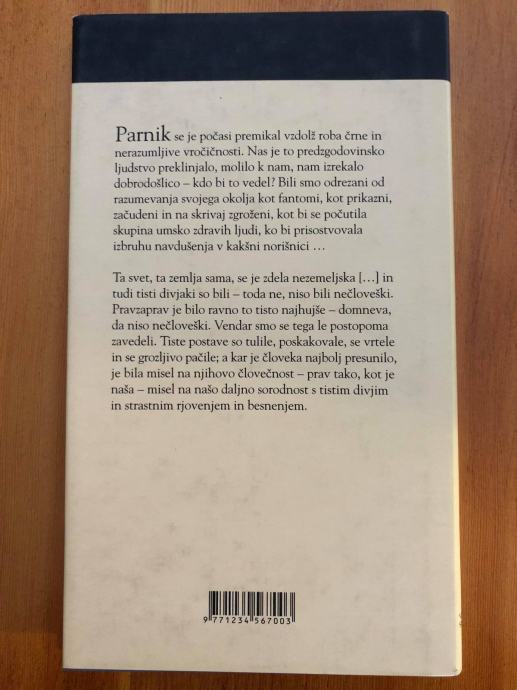 Parnik se je počasi premikal vzdolž roba črne in
nerazumljive vročičnosti. Nas je to predzgodovinsko
ljudstvo preklinjalo, molilo k nam, nam izrekalo
dobrodošlico – kdo bi to vedel? Bili smo odrezani od
razumevanja svojega okolja kot fantomi, kot prikazni,
začudeni in na skrivaj zgroženi, kot bi se počutila
skupina umsko zdravih ljudi, ko bi prisostvovala
izbruhu navdušenja v kakšni norišnici ...
Ta svet, ta zemlja sama, se je zdela nezemeljska [...] in
tudi tisti divjaki so bili – toda ne, niso bili nečloveški.
Pravzaprav je bilo ravno to tisto najhujše – domneva,
da niso nečloveški. Vendar smo se tega le postopoma
zavedeli. Tiste postave so tulile, poskakovale, se vrtele
in se grozljivo pačile; a kar je človeka najbolj presunilo,
je bila misel na njihovo človečnost – prav tako, kot je
naša – misel na našo daljno sorodnost s tistim divjim
in strastnim rjovenjem in besnenjem.
9 771234 567003